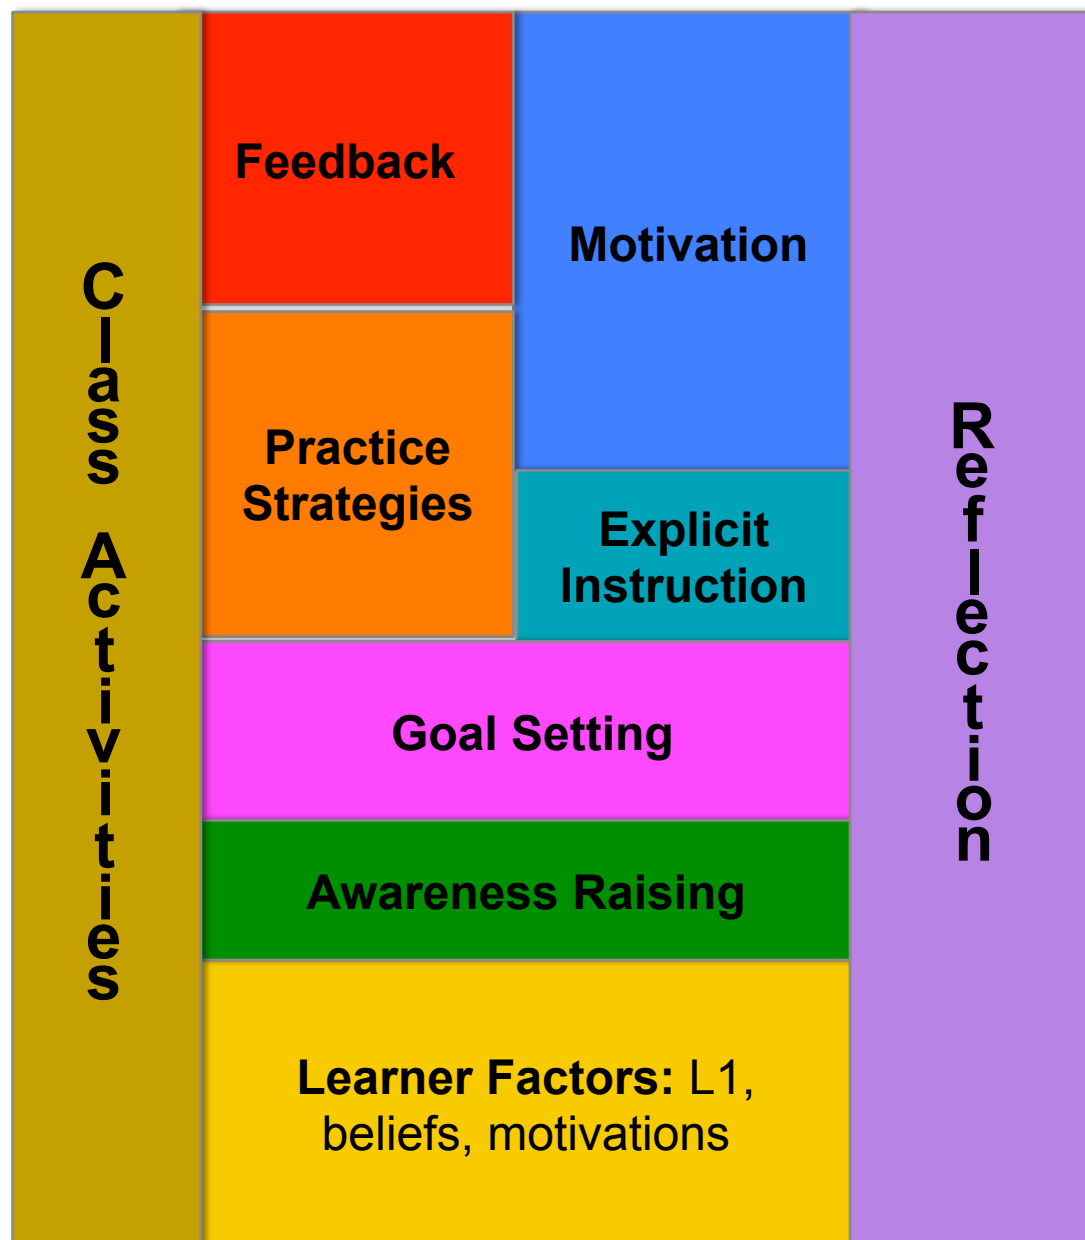 Class Activities
Feedback
Motivation
Practice
Strategies
Explicit
Instruction
Goal Setting
Awareness Raising
Learner Factors: L1,
beliefs, motivations
Reflection